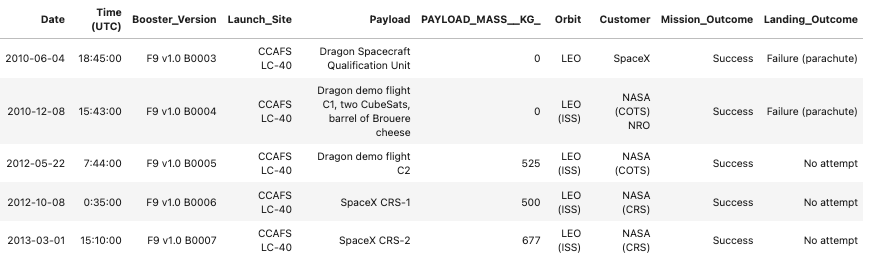 Date Time (UTC) Booster_Version Launch_Site Payload PAYLOAD_MASS__KG_ Orbit Customer Mission_Outcome Landing_Outcome
2010-06-04 18:45:00 F9 v1.0 B0003 CCAFS LC-40 Dragon Spacecraft Qualification Unit 0 LEO SpaceX Success Failure (parachute)
2010-12-08 15:43:00 F9 v1.0 B0004 CCAFS LC-40 Dragon demo flight C1, two CubeSats, barrel of Brouere cheese 0 LEO (ISS) NASA (COTS) NRO Success Failure (parachute)
2012-05-22 7:44:00 F9 v1.0 B0005 CCAFS LC-40 Dragon demo flight C2 525 LEO (ISS) NASA (COTS) Success No attempt
2012-10-08 0:35:00 F9 v1.0 B0006 CCAFS LC-40 SpaceX CRS-1 500 LEO (ISS) NASA (CRS) Success No attempt
2013-03-01 15:10:00 F9 v1.0 B0007 CCAFS LC-40 SpaceX CRS-2 677 LEO (ISS) NASA (CRS) Success No attempt